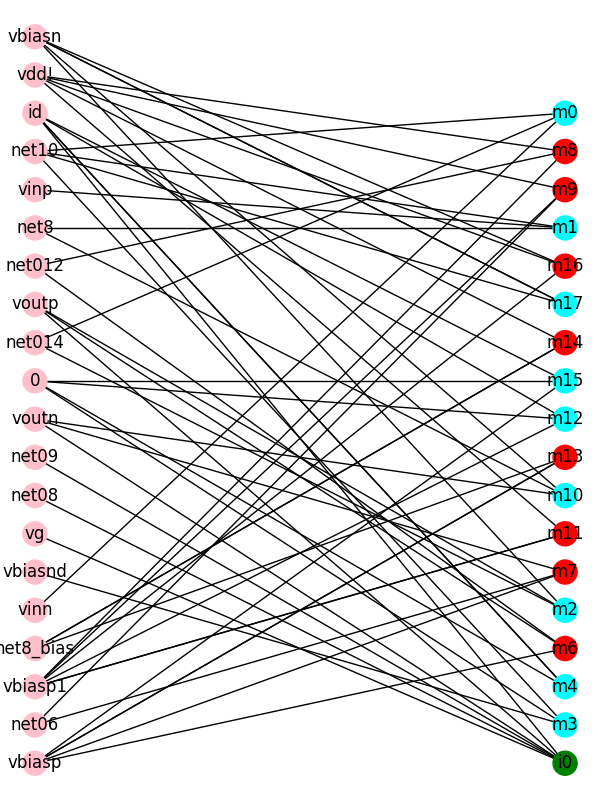 vbiasn
vdd!
id
net10
vinp
net8
net012
voutp
net014
0
voutn
net09
net08
vg
vbiasnd
vinn
net8_bias
vbiasp1
net06
vbiasp
m0
m8
m9
m1
m16
m17
m14
m15
m12
m13
m10
m11
m7
m2
m6
m4
m3
i0